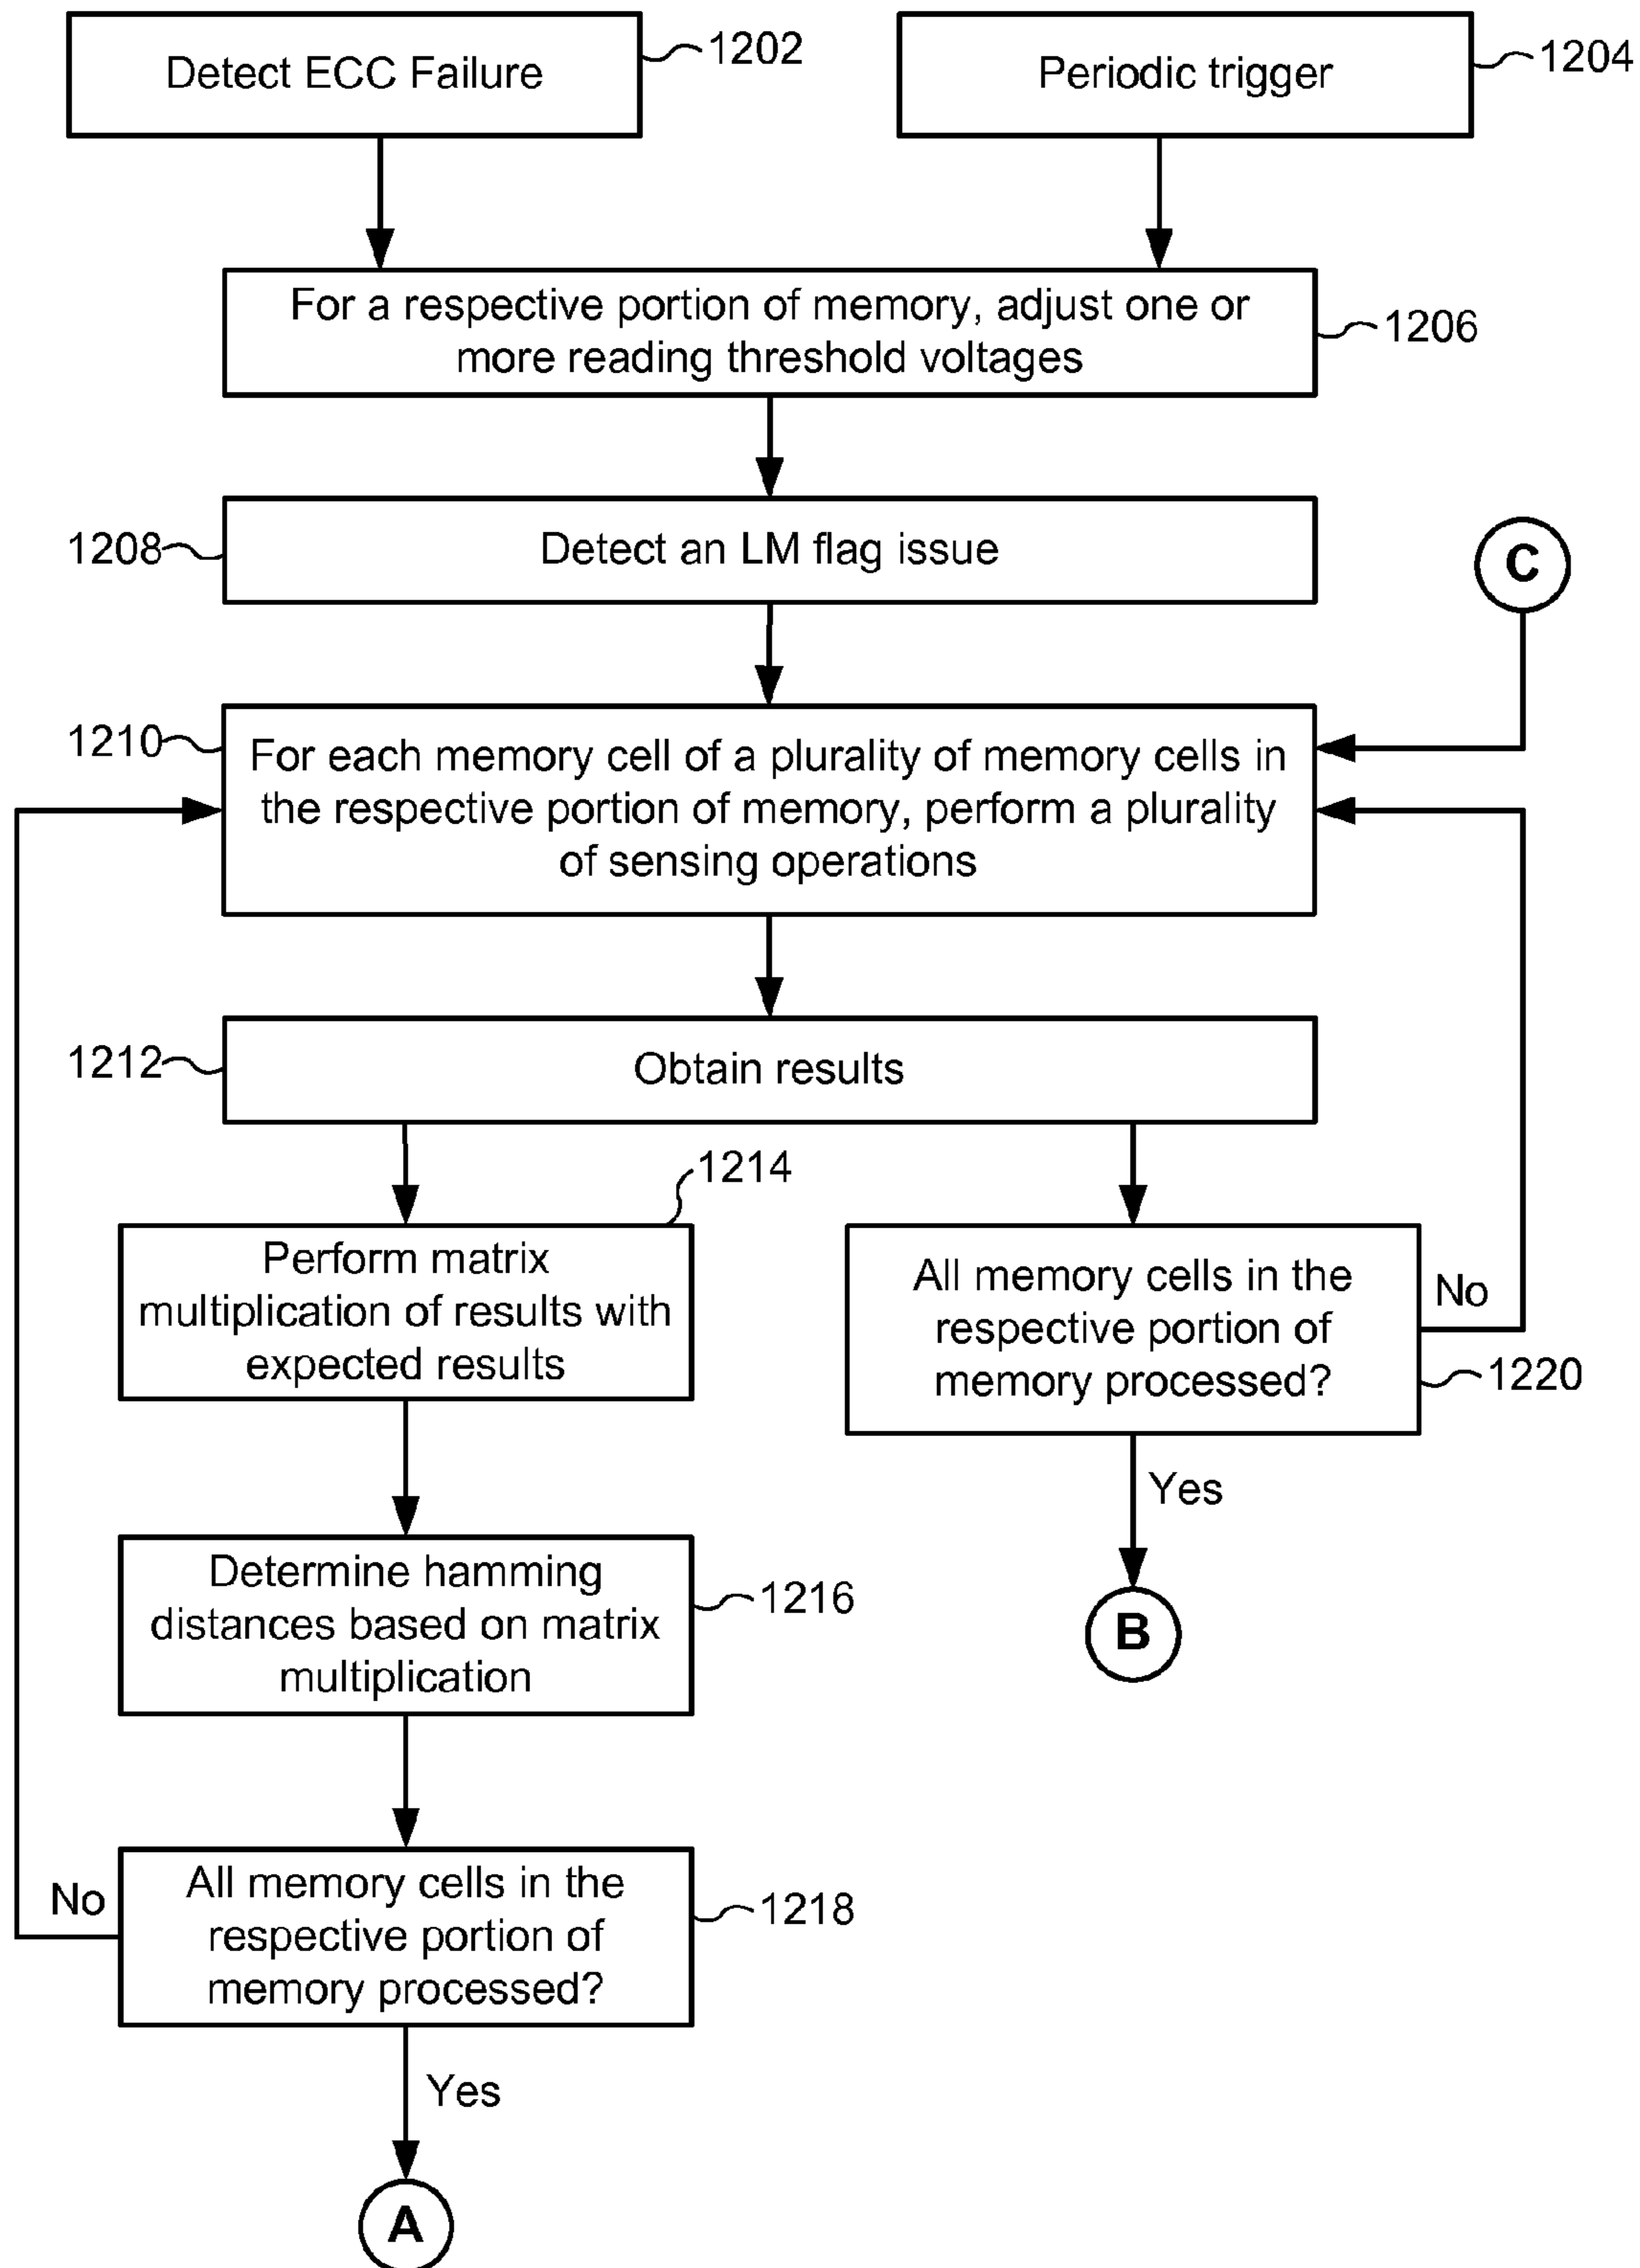 Detect ECC Failure
1202
Periodic trigger
1204
For a respective portion of memory, adjust one or
more reading threshold voltages
1206
1208
Detect an LM flag issue
C
1210
For each memory cell of a plurality of memory cells in
the respective portion of memory, perform a plurality
of sensing operations
1212
Obtain results
1214
Perform matrix
multiplication of results with
expected results
All memory cells in the
respective portion of
memory processed?
No
1220
Yes
B
Determine hamming
distances based on matrix
multiplication
1216
No
All memory cells in the
respective portion of
memory processed?
1218
Yes
A